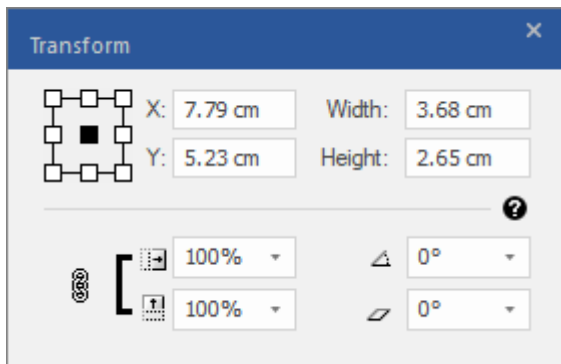 Transform
X: 7.79 cm Width: 3.68 cm
Y: 5.23 cm Height: 2.65 cm
?
100% 0°
100% 0°